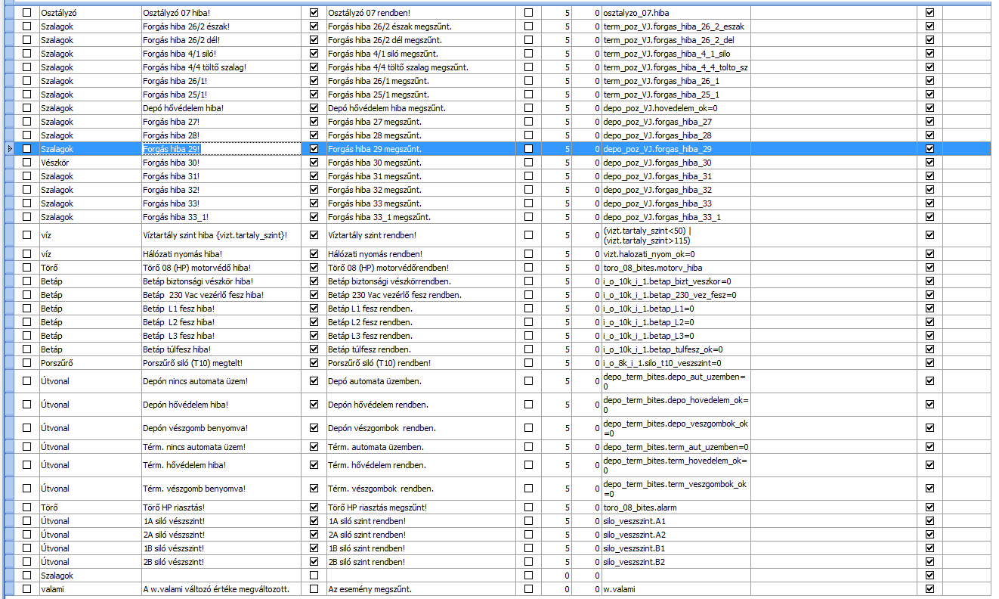 Osztályzó Osztályzó 07 hiba! Osztályzó 07 rendben! 5 0 osztalyzo_07.hiba
Szalagok Forgás hiba 26/2 észak! Forgás hiba 26/2 észak megszűnt. 5 0 term_poz_VJ.forgas_hiba_26_2_eszak
Szalagok Forgás hiba 26/2 dél! Forgás hiba 26/2 dél megszűnt. 5 0 term_poz_VJ.forgas_hiba_26_2_del
Szalagok Forgás hiba 4/1 siló! Forgás hiba 4/1 siló megszűnt. 5 0 term_poz_VJ.forgas_hiba_4_1_silo
Szalagok Forgás hiba 4/4 töltő szalag! Forgás hiba 4/4 töltő szalag megszűnt. 5 0 term_poz_VJ.forgas_hiba_4_4_tolto_sz
Szalagok Forgás hiba 26/1! Forgás hiba 26/1 megszűnt. 5 0 term_poz_VJ.forgas_hiba_26_1
Szalagok Forgás hiba 25/1! Forgás hiba 25/1 megszűnt. 5 0 term_poz_VJ.forgas_hiba_25_1
Szalagok Depó hővédelem hiba! Depó hővédelem hiba megszűnt. 5 0 depo_poz_VJ.hovedelem_ok=0
Szalagok Forgás hiba 27! Forgás hiba 27 megszűnt. 5 0 depo_poz_VJ.forgas_hiba_27
Szalagok Forgás hiba 28! Forgás hiba 28 megszűnt. 5 0 depo_poz_VJ.forgas_hiba_28
Szalagok Forgás hiba 29! Forgás hiba 29 megszűnt. 5 0 depo_poz_VJ.forgas_hiba_29
Vészkör Forgás hiba 30! Forgás hiba 30 megszűnt. 5 0 depo_poz_VJ.forgas_hiba_30
Szalagok Forgás hiba 31! Forgás hiba 31 megszűnt. 5 0 depo_poz_VJ.forgas_hiba_31
Szalagok Forgás hiba 32! Forgás hiba 32 megszűnt. 5 0 depo_poz_VJ.forgas_hiba_32
Szalagok Forgás hiba 33! Forgás hiba 33 megszűnt. 5 0 depo_poz_VJ.forgas_hiba_33
Szalagok Forgás hiba 33_1! Forgás hiba 33_1 megszűnt. 5 0 depo_poz_VJ.forgas_hiba_33_1
víz Víztartály szint hiba {vizt.tartaly_szint}! Víztartály szint rendben! 5 0 (vizt.tartaly_szint<50) |
(vizt.tartaly_szint>115)
víz Hálózati nyomás hiba! Hálózati nyomás rendben! 5 0 vizt.halozati_nyom_ok=0
Törő Törő 08 (HP) motorvédő hiba! Törő 08 (HP) motorvédőrendben! 5 0 toro_08_bites.motorv_hiba
Betáp Betáp biztonsági vészkör hiba! Betáp biztonsági vészkörrendben. 5 0 i_o_10k_i_1.betap_bizt_veszkor=0
Betáp Betáp  230 Vac vezérlő fesz hiba! Betáp 230 Vac vezérlő fesz rendben. 5 0 i_o_10k_i_1.betap_230_vez_fesz=0
Betáp Betáp  L1 fesz hiba! Betáp L1 fesz rendben. 5 0 i_o_10k_i_1.betap_L1=0
Betáp Betáp  L2 fesz hiba! Betáp L2 fesz rendben. 5 0 i_o_10k_i_1.betap_L2=0
Betáp Betáp  L3 fesz hiba! Betáp L3 fesz rendben. 5 0 i_o_10k_i_1.betap_L3=0
Betáp Betáp túlfesz hiba! Betáp túlfesz rendben. 5 0 i_o_10k_i_1.betap_tulfesz_ok=0
Porszűrő Porszűrő siló (T10) megtelt! Porszűrő siló (T10) rendben! 5 0 i_o_8k_i_1.silo_t10_veszszint=0
Útvonal Depón nincs automata üzem! Depó automata üzemben. 5 0 depo_term_bites.depo_aut_uzemben=
0
Útvonal Depón hővédelem hiba! Depón hővédelem rendben. 5 0 depo_term_bites.depo_hovedelem_ok=
0
Útvonal Depón vészgomb benyomva! Depón vészgombok  rendben. 5 0 depo_term_bites.depo_veszgombok_ok
=0
Útvonal Térm. nincs automata üzem! Térm. automata üzemben. 5 0 depo_term_bites.term_aut_uzemben=0
Útvonal Térm. hővédelem hiba! Térm. hővédelem rendben. 5 0 depo_term_bites.term_hovedelem_ok=
0
Útvonal Térm. vészgomb benyomva! Térm. vészgombok  rendben. 5 0 depo_term_bites.term_veszgombok_ok
=0
Törő Törő HP riasztás! Törő HP riasztás megszűnt! 5 0 toro_08_bites.alarm
Útvonal 1A siló vészszint! 1A siló szint rendben! 5 0 silo_veszszint.A1
Útvonal 2A siló vészszint! 2A siló szint rendben! 5 0 silo_veszszint.A2
Útvonal 1B siló vészszint! 1B siló szint rendben! 5 0 silo_veszszint.B1
Útvonal 2B siló vészszint! 2B siló szint rendben! 5 0 silo_veszszint.B2
Szalagok 0 0
valami A w.valami változó értéke megváltozott. Az esemény megszűnt. 0 0 w.valami